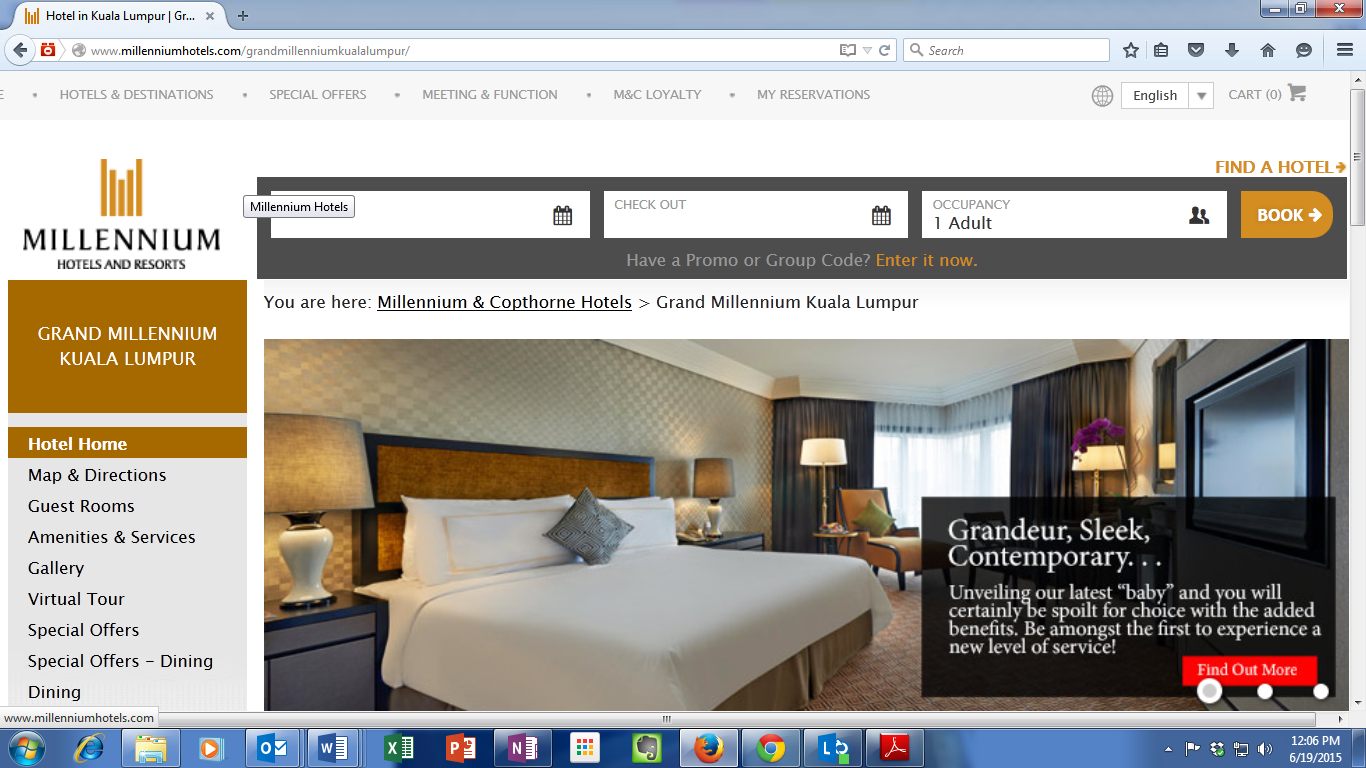 Hotel in Kuala Lumpur | Gr...
www.millenniumhotels.com/grandmillenniumkualalumpur/
Search
E
HOTELS & DESTINATIONS
SPECIAL OFFERS
MEETING & FUNCTION
M&C LOYALTY
MY RESERVATIONS
English
CART (0)
FIND A HOTEL
MILLENNIUM
HOTELS AND RESORTS
Millennium Hotels
CHECK OUT
OCCUPANCY
1 Adult
BOOK
Have a Promo or Group Code? Enter it now.
You are here: Millennium & Copthorne Hotels > Grand Millennium Kuala Lumpur
GRAND MILLENNIUM
KUALA LUMPUR
Hotel Home
Map & Directions
Guest Rooms
Amenities & Services
Gallery
Virtual Tour
Special Offers
Special Offers - Dining
Dining
Grandeur, Sleek,
Contemporary. . .
Unveiling our latest “baby” and you will
certainly be spoilt for choice with the added
benefits. Be amongst the first to experience a
new level of service!
Find Out More
www.millenniumhotels.com
12:06 PM
6/19/2015